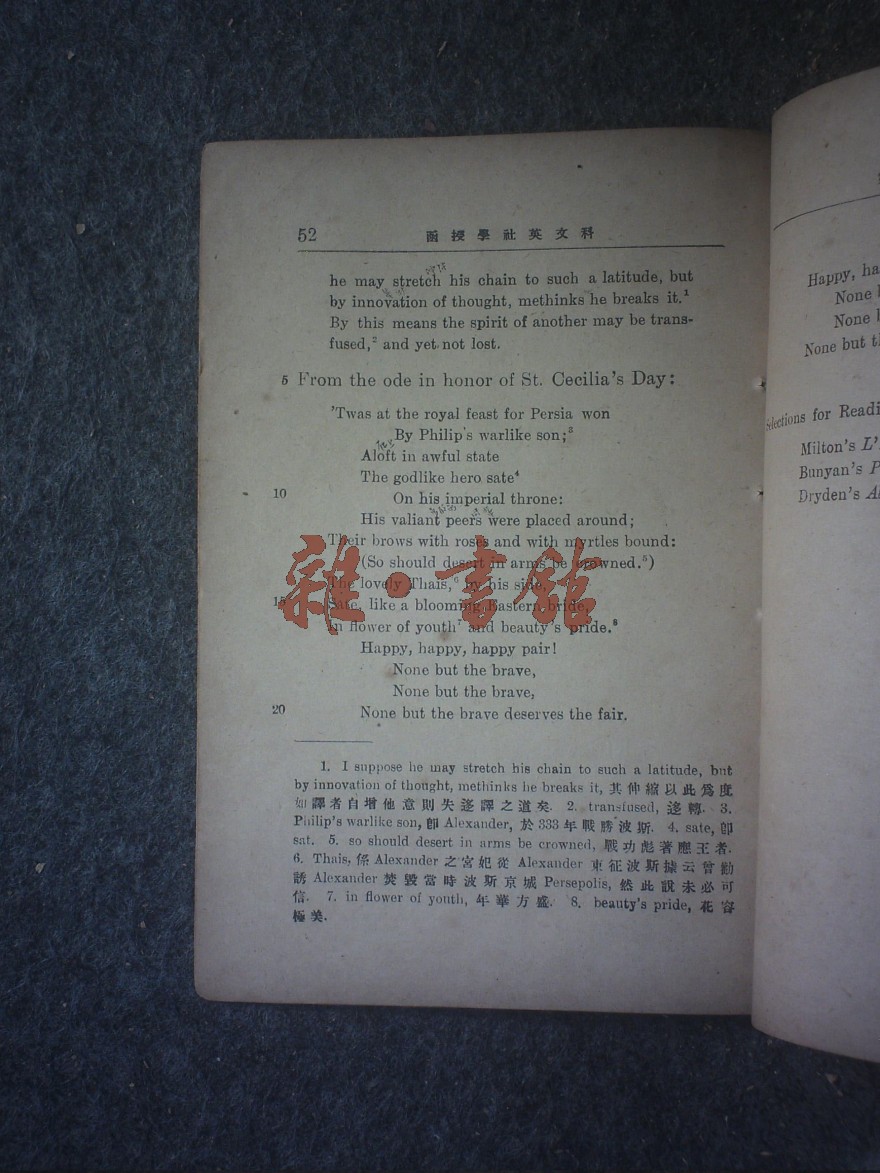 52 函授學社英文科
he may stretch his chain to such a latitude, but
by innovation of thought, methinks he breaks it.¹
By this means the spirit of another may be trans-
fused,² and yet not lost.
5 From the ode in honor of St. Cecilia's Day:
'Twas at the royal feast for Persia won
By Philip's warlike son;³
Aloft in awful state
The godlike hero sate⁴
10 On his imperial throne:
His valiant peers were placed around;
Their brows with roses and with myrtles bound:
(So should desert in arms be crowned.⁵)
The lovely Thais,⁶ by his side,
15 Sate, like a blooming Eastern bride,
In flower of youth⁷ and beauty's pride.⁸
Happy, happy, happy pair!
None but the brave,
None but the brave,
20 None but the brave deserves the fair.
1. I suppose he may stretch his chain to such a latitude, but
by innovation of thought, methinks he breaks it, 其伸縮以此爲度
如譯者自增他意則失迻譯之道矣. 2. transfused, 迻轉. 3.
Philip's warlike son, 卽 Alexander, 於 333 年戰勝波斯. 4. sate, 卽
sat. 5. so should desert in arms be crowned, 戰功彪著應王者.
6. Thais, 係 Alexander 之宮妃從 Alexander 東征波斯據云曾勸
誘 Alexander 焚毀當時波斯京城 Persepolis, 然此說未必可
信. 7. in flower of youth, 年華方盛. 8. beauty's pride, 花容
極美.
雜·書館
Happy, ha
None b
None b
None but th
Selections for Readi
Milton's L'
Bunyan's P
Dryden's Al